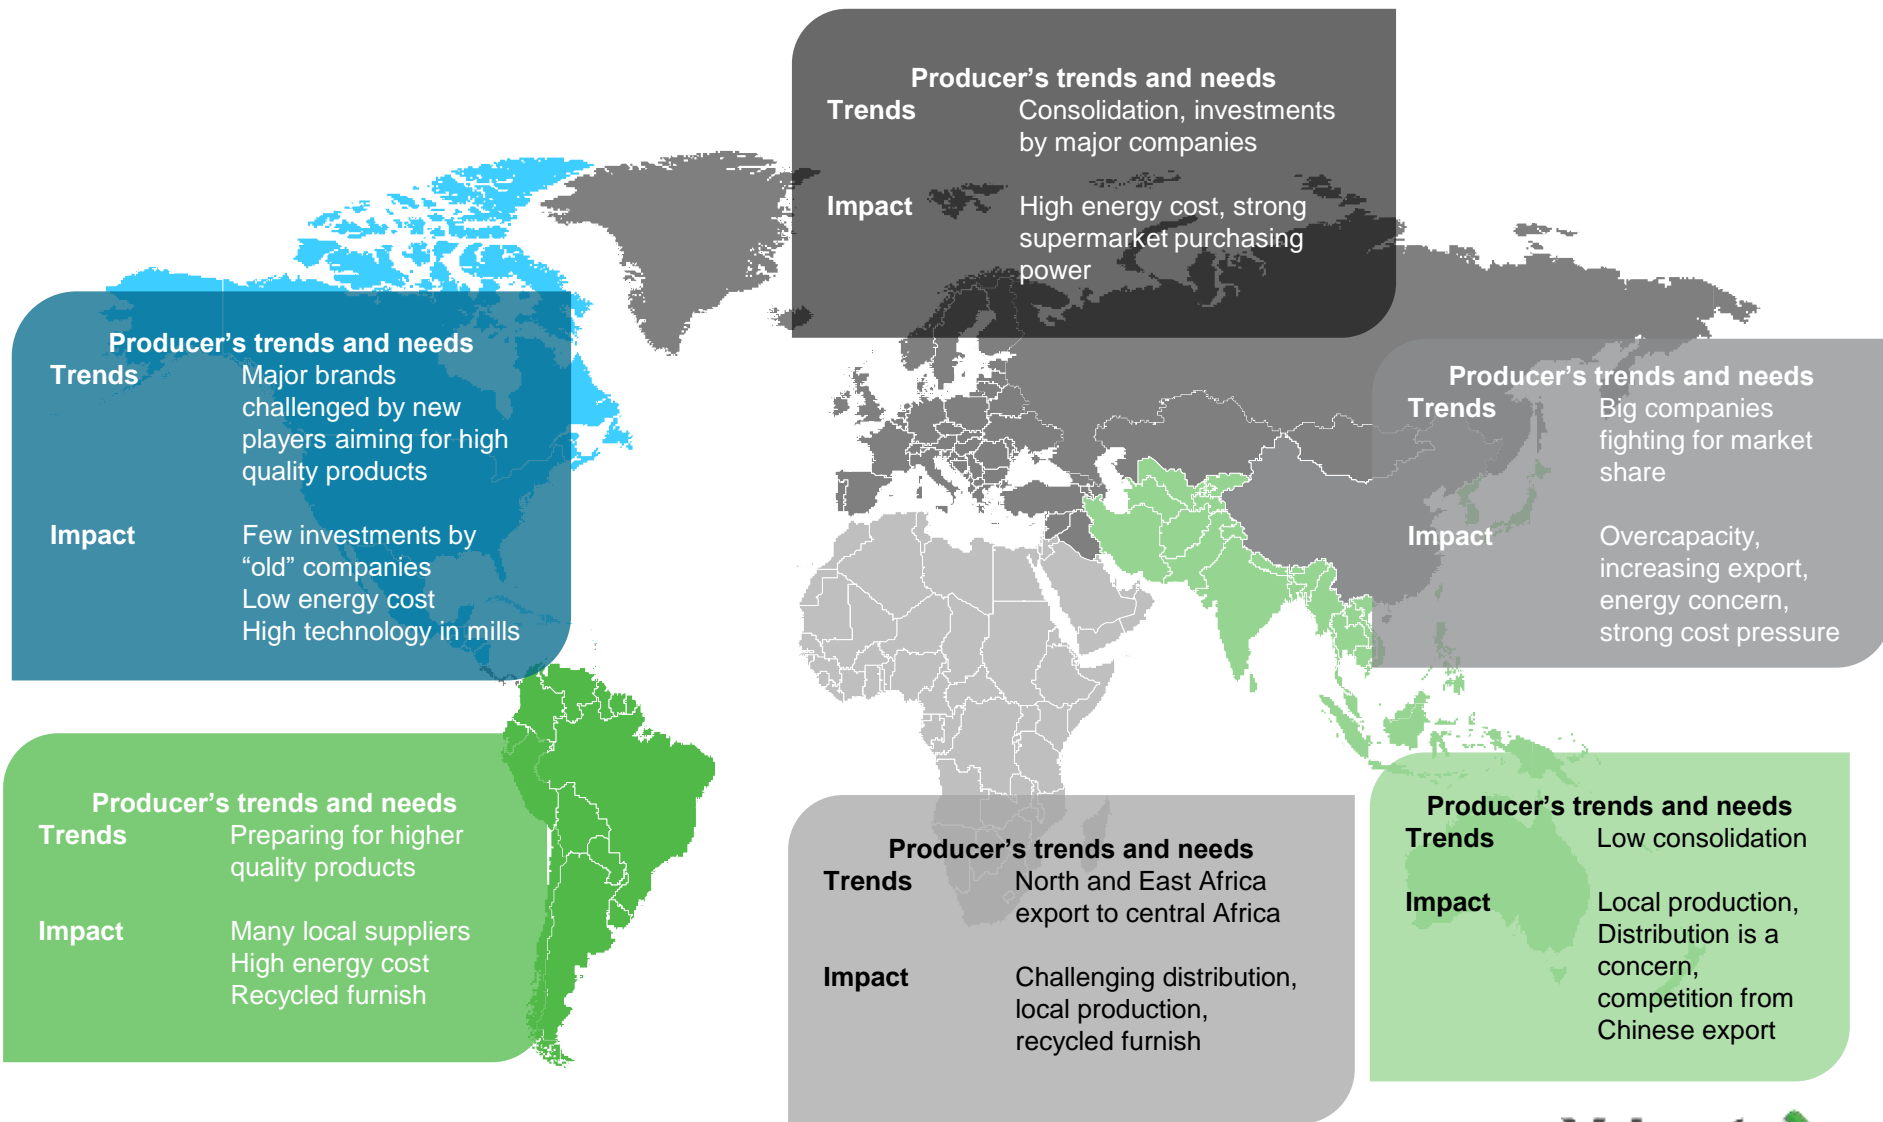 Producer’s trends and needs
Trends Consolidation, investments
by major companies
Impact High energy cost, strong
supermarket purchasing
power
Producer’s trends and needs
Trends Major brands
challenged by new
players aiming for high
quality products
Impact Few investments by
“old” companies
Low energy cost
High technology in mills
Producer’s trends and needs
Trends Big companies
fighting for market
share
Impact Overcapacity,
increasing export,
energy concern,
strong cost pressure
Producer’s trends and needs
Trends Preparing for higher
quality products
Impact Many local suppliers
High energy cost
Recycled furnish
Producer’s trends and needs
Trends North and East Africa
export to central Africa
Impact Challenging distribution,
local production,
recycled furnish
Producer’s trends and needs
Trends Low consolidation
Impact Local production,
Distribution is a
concern,
competition from
Chinese export